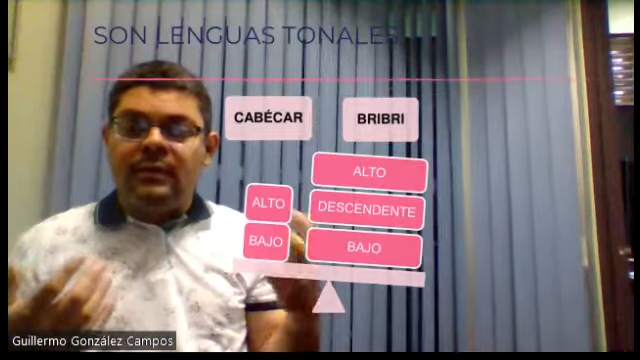 SON LENGUAS TONALES
CABÉCAR
BRIBRI
ALTO
ALTO
DESCENDENTE
BAJO
BAJO
Guillermo González Campos